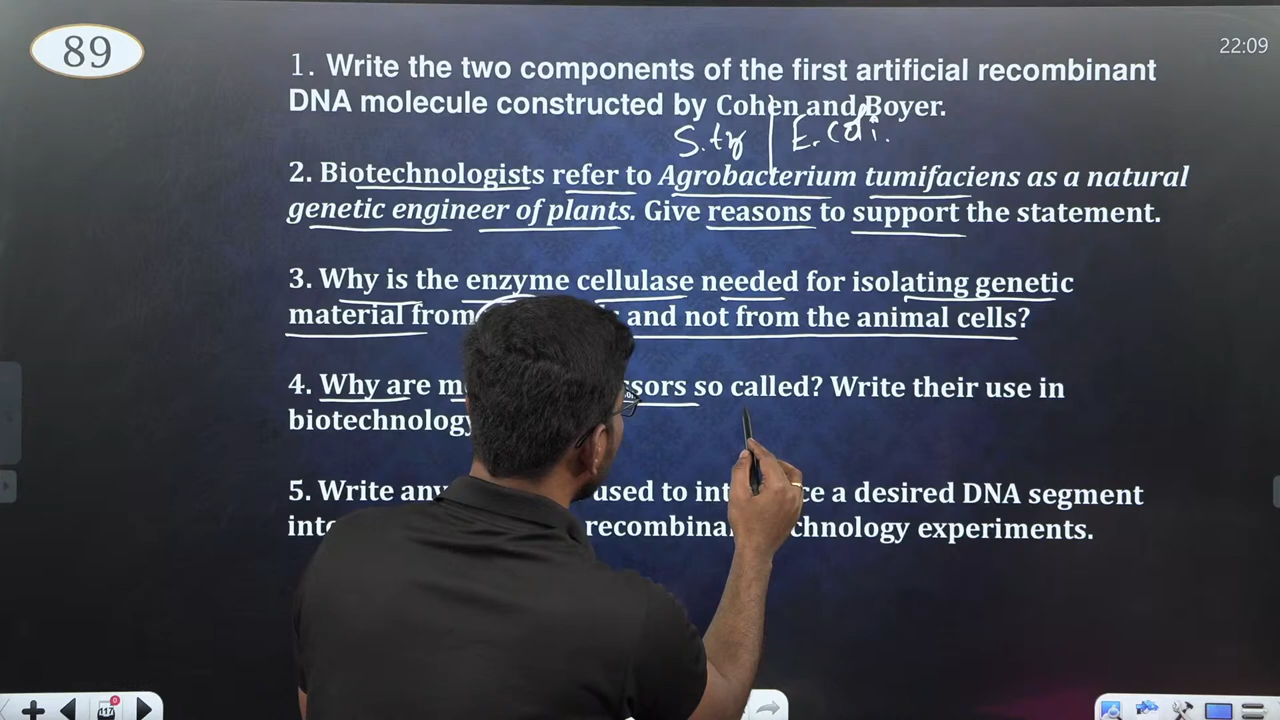 89
22:09
1. Write the two components of the first artificial recombinant
DNA molecule constructed by Cohen and Boyer.
S.ty | E.coli.
2. Biotechnologists refer to Agrobacterium tumifaciens as a natural
genetic engineer of plants. Give reasons to support the statement.
3. Why is the enzyme cellulase needed for isolating genetic
material from and not from the animal cells?
4. Why are so called? Write their use in
biotechnology
5. Write any used to a desired DNA segment
recombinant technology experiments.
117